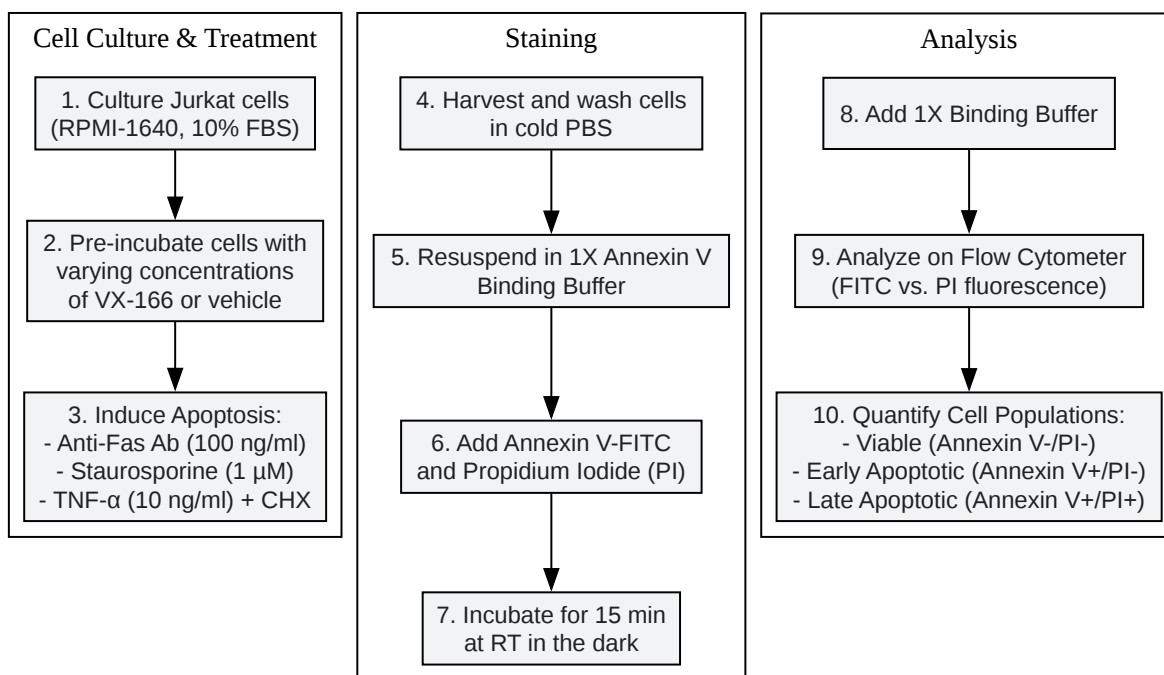 Cell Culture & Treatment
1. Culture Jurkat cells
(RPMI-1640, 10% FBS)
2. Pre-incubate cells with
varying concentrations
of VX-166 or vehicle
3. Induce Apoptosis:
- Anti-Fas Ab (100 ng/ml)
- Staurosporine (1 µM)
- TNF-α (10 ng/ml) + CHX
Staining
4. Harvest and wash cells
in cold PBS
5. Resuspend in 1X Annexin V
Binding Buffer
6. Add Annexin V-FITC
and Propidium Iodide (PI)
7. Incubate for 15 min
at RT in the dark
Analysis
8. Add 1X Binding Buffer
9. Analyze on Flow Cytometer
(FITC vs. PI fluorescence)
10. Quantify Cell Populations:
- Viable (Annexin V-/PI-)
- Early Apoptotic (Annexin V+/PI-)
- Late Apoptotic (Annexin V+/PI+)